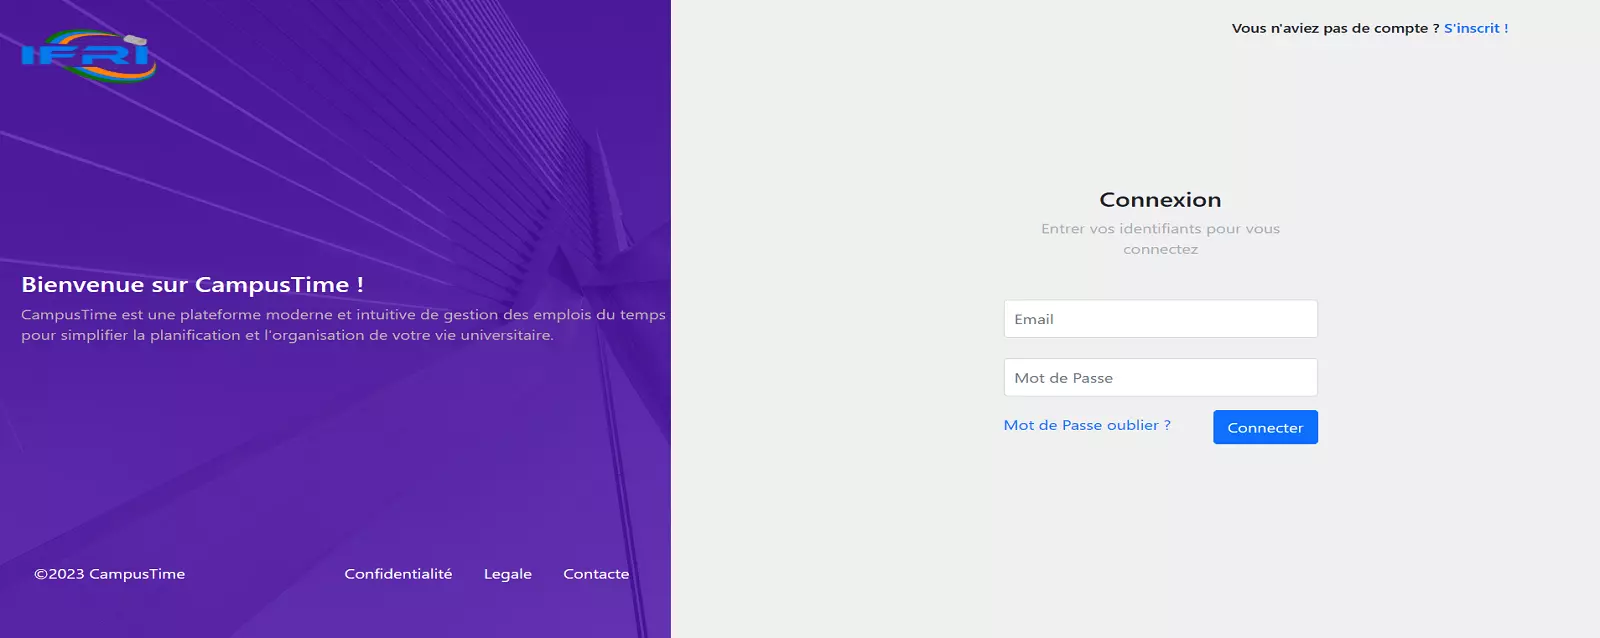 IFRI
Bienvenue sur CampusTime !
CampusTime est une plateforme moderne et intuitive de gestion des emplois du temps
pour simplifier la planification et l'organisation de votre vie universitaire.
©2023 CampusTime
Confidentialité
Legale
Contacte
Vous n'aviez pas de compte ? S'inscrit !
Connexion
Entrer vos identifiants pour vous
connectez
Email
Mot de Passe
Mot de Passe oublier ?
Connecter